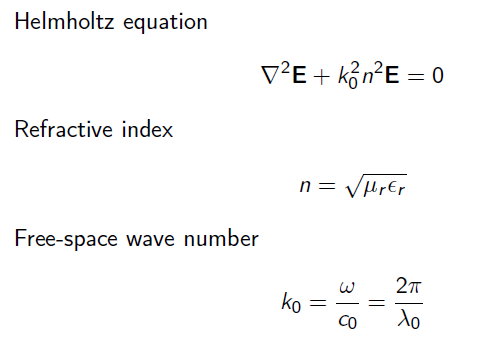 Helmholtz equation
∇²E + k₀²n²E = 0
Refractive index
n = √(μᵣϵᵣ)
Free-space wave number
k₀ = ω/c₀ = 2π/λ₀